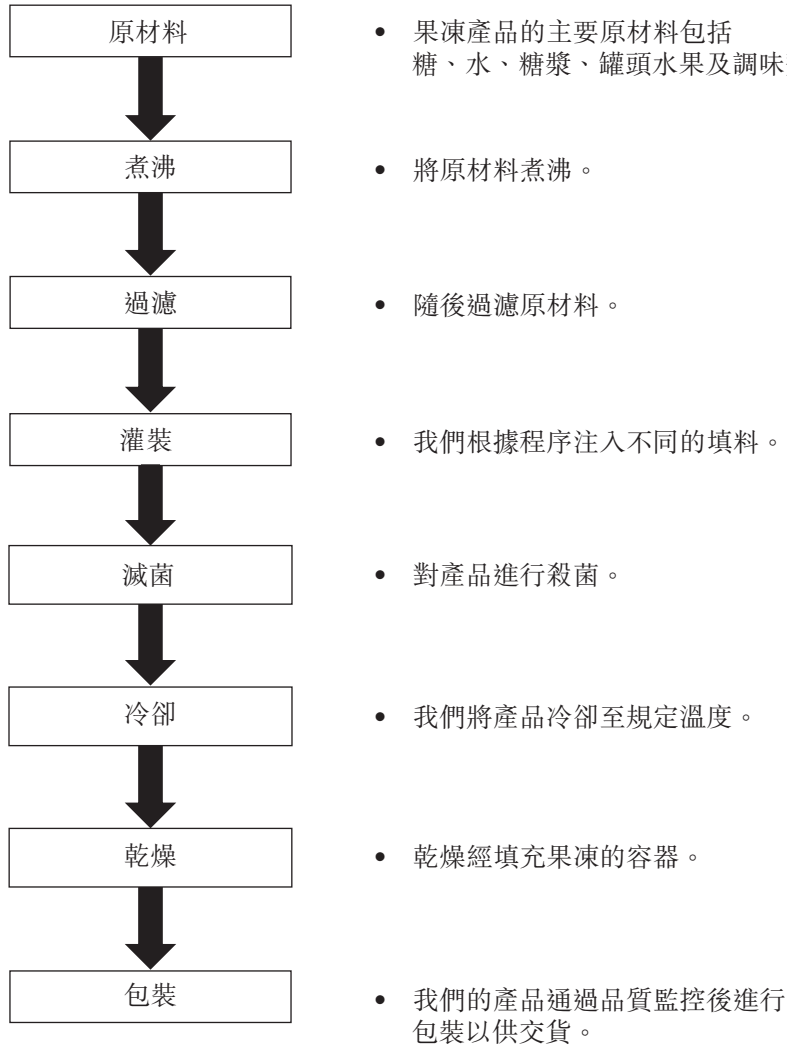 原材料
• 果凍產品的主要原材料包括
糖、水、糖漿、罐頭水果及調味
煮沸
• 將原材料煮沸。
過濾
• 隨後過濾原材料。
灌裝
• 我們根據程序注入不同的填料。
滅菌
• 對產品進行殺菌。
冷卻
• 我們將產品冷卻至規定溫度。
乾燥
• 乾燥經填充果凍的容器。
包裝
• 我們的產品通過品質監控後進行
包裝以供交貨。